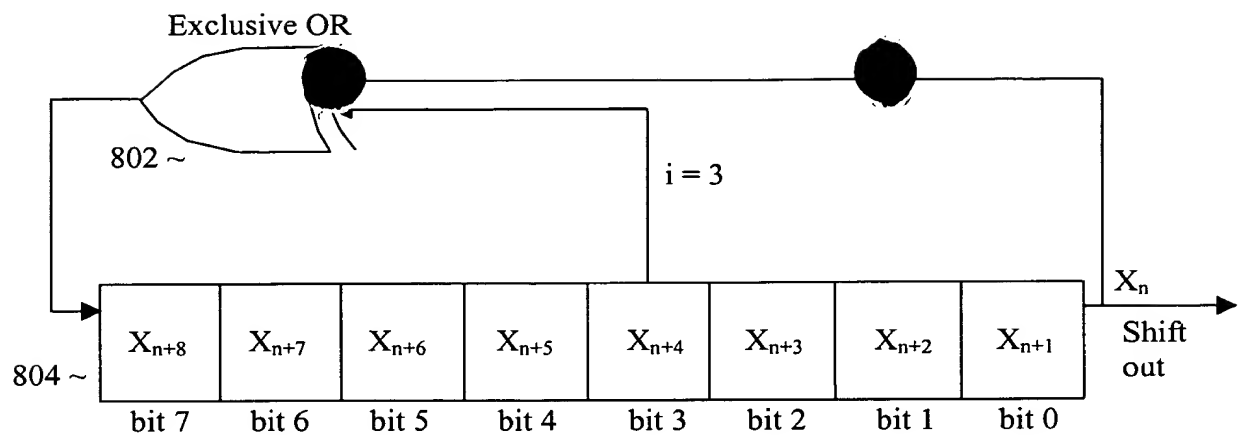 Exclusive OR
802 ~
i = 3
Xn
Xn+8 Xn+7 Xn+6 Xn+5 Xn+4 Xn+3 Xn+2 Xn+1
Shift
out
804 ~
bit 7 bit 6 bit 5 bit 4 bit 3 bit 2 bit 1 bit 0